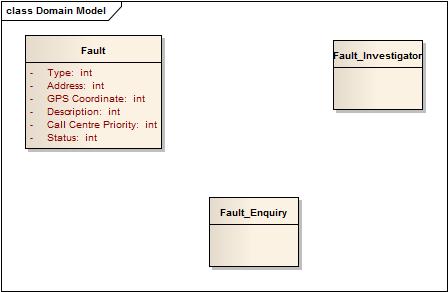 class Domain Model
Fault
- Type: int
- Address: int
- GPS Coordinate: int
- Description: int
- Call Centre Priority: int
- Status: int
Fault_Investigator
Fault_Enquiry